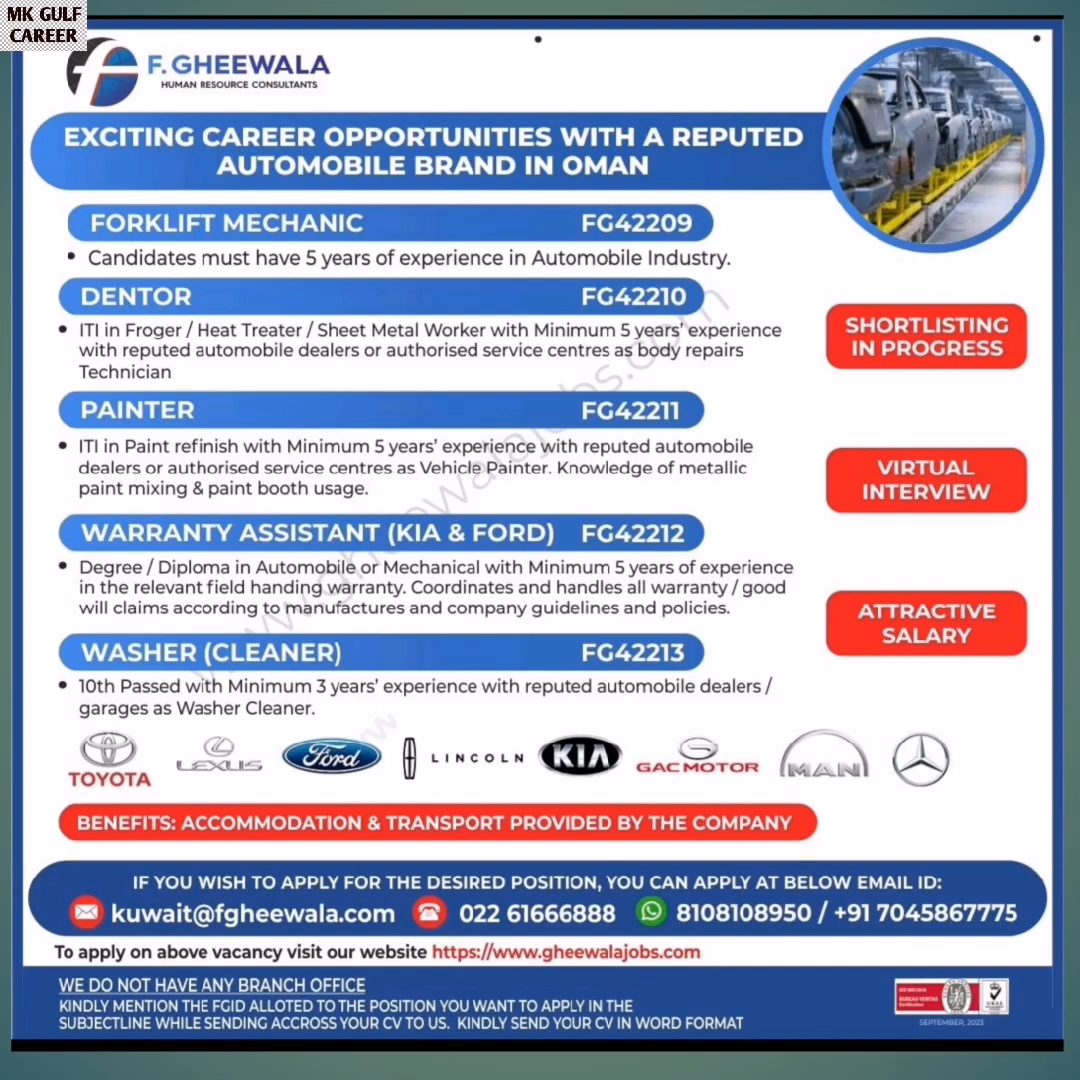 MK GULF
CAREER
F. GHEEWALA
HUMAN RESOURCE CONSULTANTS
EXCITING CAREER OPPORTUNITIES WITH A REPUTED
AUTOMOBILE BRAND IN OMAN
FORKLIFT MECHANIC FG42209
• Candidates must have 5 years of experience in Automobile Industry.
DENTOR FG42210
• ITI in Froger / Heat Treater / Sheet Metal Worker with Minimum 5 years' experience
with reputed automobile dealers or authorised service centres as body repairs
Technician
PAINTER FG42211
• ITI in Paint refinish with Minimum 5 years' experience with reputed automobile
dealers or authorised service centres as Vehicle Painter. Knowledge of metallic
paint mixing & paint booth usage.
WARRANTY ASSISTANT (KIA & FORD) FG42212
• Degree / Diploma in Automobile or Mechanical with Minimum 5 years of experience
in the relevant field handing warranty. Coordinates and handles all warranty / good
will claims according to manufactures and company guidelines and policies.
WASHER (CLEANER) FG42213
• 10th Passed with Minimum 3 years' experience with reputed automobile dealers /
garages as Washer Cleaner.
SHORTLISTING
IN PROGRESS
VIRTUAL
INTERVIEW
ATTRACTIVE
SALARY
www.gheewalajobs.com
www
TOYOTA LEXUS Ford LINCOLN KIA GAC MOTOR MAN
BENEFITS: ACCOMMODATION & TRANSPORT PROVIDED BY THE COMPANY
IF YOU WISH TO APPLY FOR THE DESIRED POSITION, YOU CAN APPLY AT BELOW EMAIL ID:
kuwait@fgheewala.com 022 61666888 8108108950 / +91 7045867775
To apply on above vacancy visit our website https://www.gheewalajobs.com
WE DO NOT HAVE ANY BRANCH OFFICE
KINDLY MENTION THE FGID ALLOTED TO THE POSITION YOU WANT TO APPLY IN THE
SUBJECTLINE WHILE SENDING ACCROSS YOUR CV TO US. KINDLY SEND YOUR CV IN WORD FORMAT
BUREAU VERITAS
Certification
UKAS
SEPTEMBER, 2023